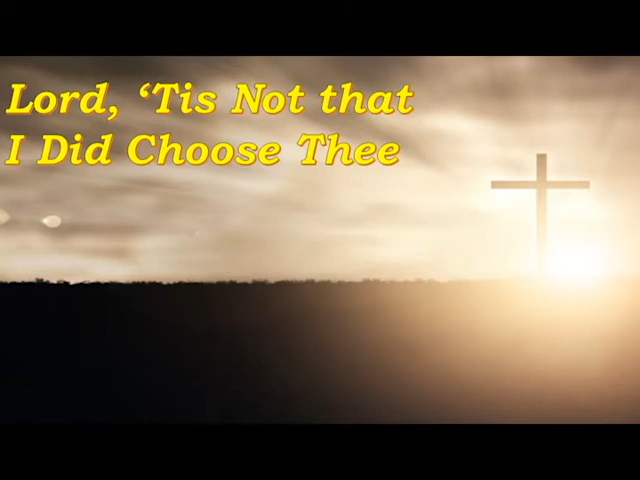 Lord, ‘Tis Not that
I Did Choose Thee